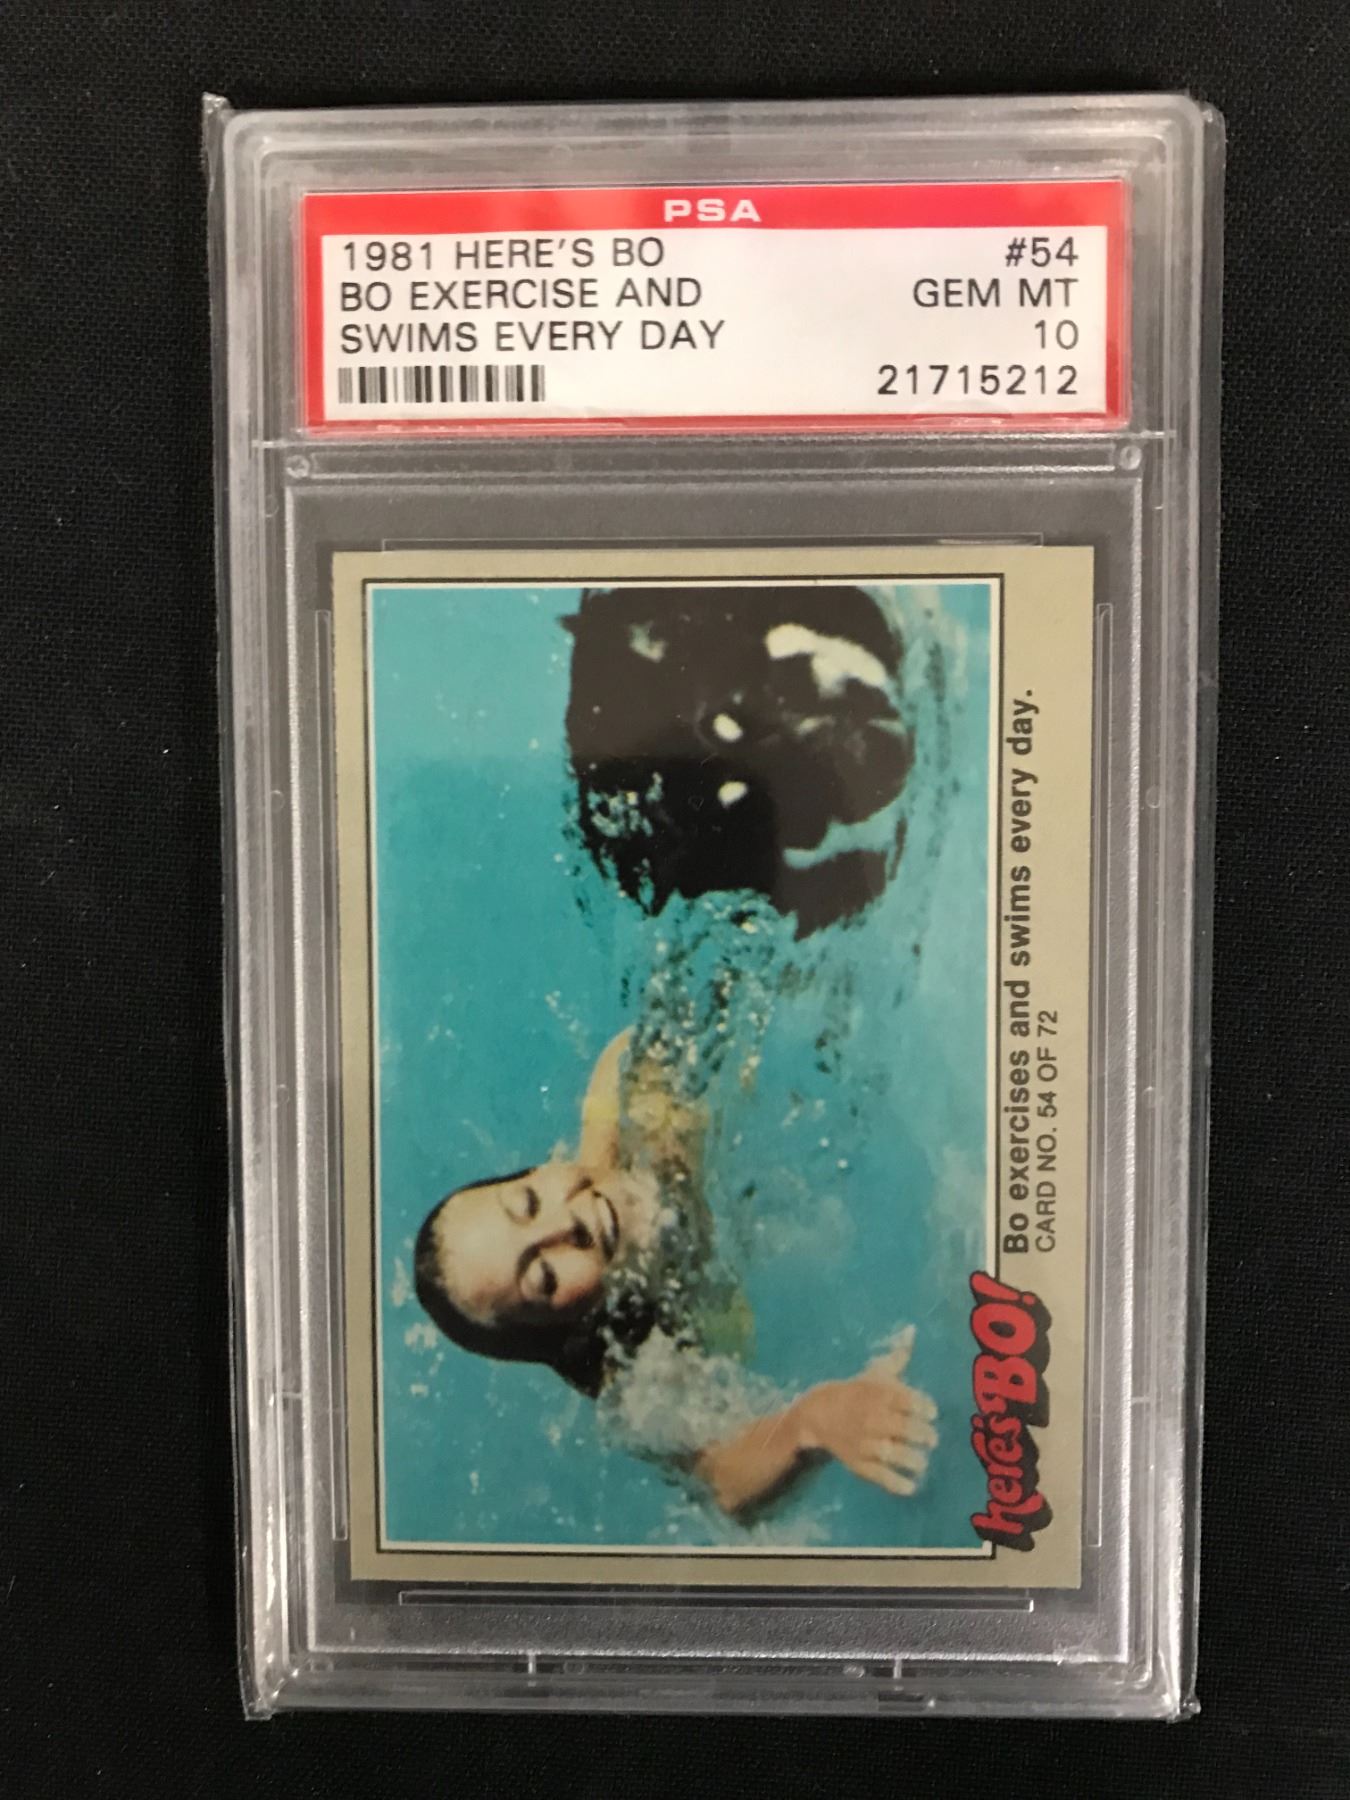 PSA
1981 HERE'S BO #54
BO EXERCISE AND GEM MT
SWIMS EVERY DAY 10
21715212
Bo exercises and swims every day.
CARD NO. 54 OF 72
here's BO!